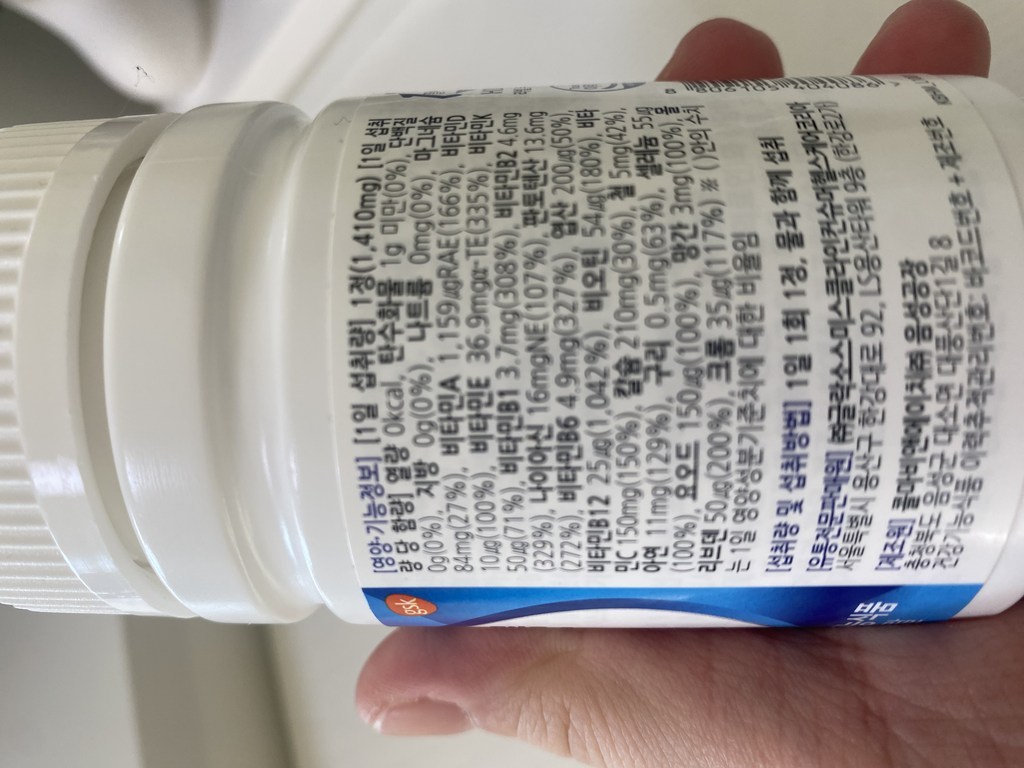 [영양·기능정보] [1일 섭취량] 1정(1,410mg) [1일 섭취
량 당 함량] 열량 0kcal, 탄수화물 1g 미만(0%), 단백질
0g(0%), 지방 0g(0%), 나트륨 0mg(0%), 마그네슘
84mg(27%), 비타민A 1,159㎍RAE(166%), 비타민D
10㎍(100%), 비타민E 36.9mgα-TE(335%) 비타민K
50㎍(71%), 비타민B1 3.7mg(308%), 비타민B2 4.6mg
(329%), 나이아신 16mgNE(107%), 판토텐산 13.6mg
(272%), 비타민B6 4.9mg(327%), 엽산 200㎍(50%)
비타민B12 25㎍(1,042%), 비오틴 54㎍(180%), 비타
민C 150mg(150%), 칼슘 210mg(30%), 철 5mg(42%),
아연 11mg(129%), 구리 0.5mg(63%), 셀레늄 55㎍
(100%), 요오드 150㎍(100%), 망간 3mg(100%), 몰
리브덴 50㎍(200%), 크롬 35㎍(117%) ※ ( )안의 수치
는 1일 영양성분기준치에 대한 비율임
[섭취량 및 섭취방법] 1일 1회 1정, 물과 함께 섭취
[유통전문판매원] ㈜글락소스미스클라인컨슈머헬스케어코리아
서울특별시 용산구 한강대로 92, LS용산타워 9층 (한강로2가)
[제조원] 콜마비앤에이치㈜ 음성공장
충청북도 음성군 대소면 대풍산단1길 8
건강기능식품 이력추적관리번호: 바코드번호 + 제조번호
gsk